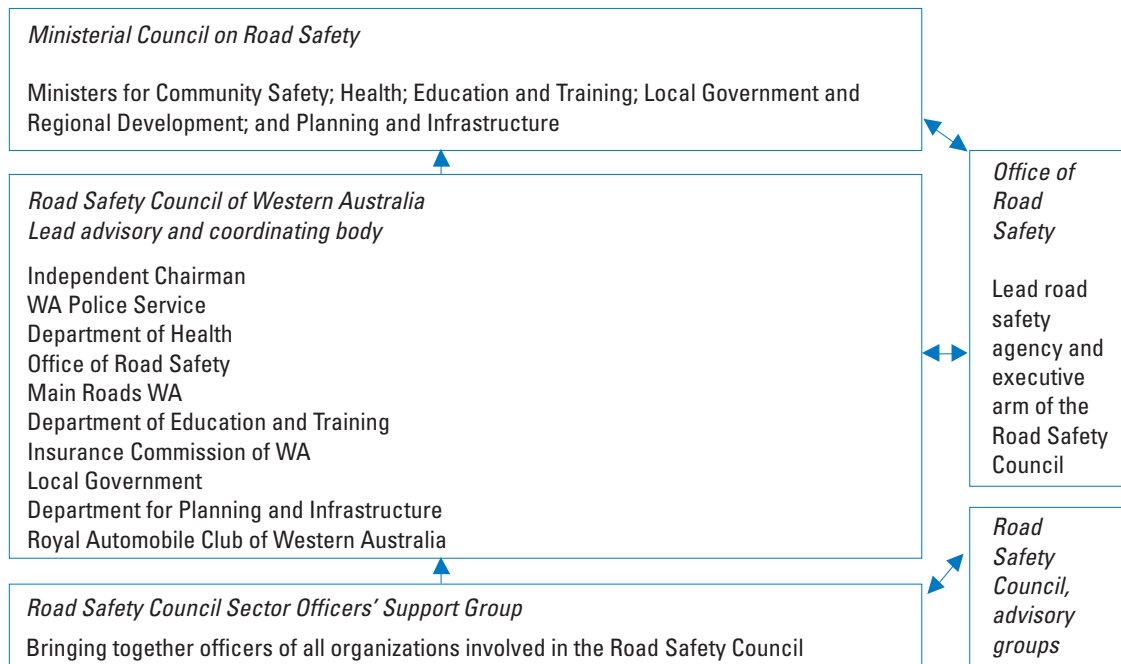 Ministerial Council on Road Safety
Ministers for Community Safety; Health; Education and Training; Local Government and
Regional Development; and Planning and Infrastructure
Road Safety Council of Western Australia
Lead advisory and coordinating body
Independent Chairman
WA Police Service
Department of Health
Office of Road Safety
Main Roads WA
Department of Education and Training
Insurance Commission of WA
Local Government
Department for Planning and Infrastructure
Royal Automobile Club of Western Australia
Office of
Road
Safety
Lead road
safety
agency and
executive
arm of the
Road Safety
Council
Road Safety Council Sector Officers’ Support Group
Bringing together officers of all organizations involved in the Road Safety Council
Road
Safety
Council,
advisory
groups